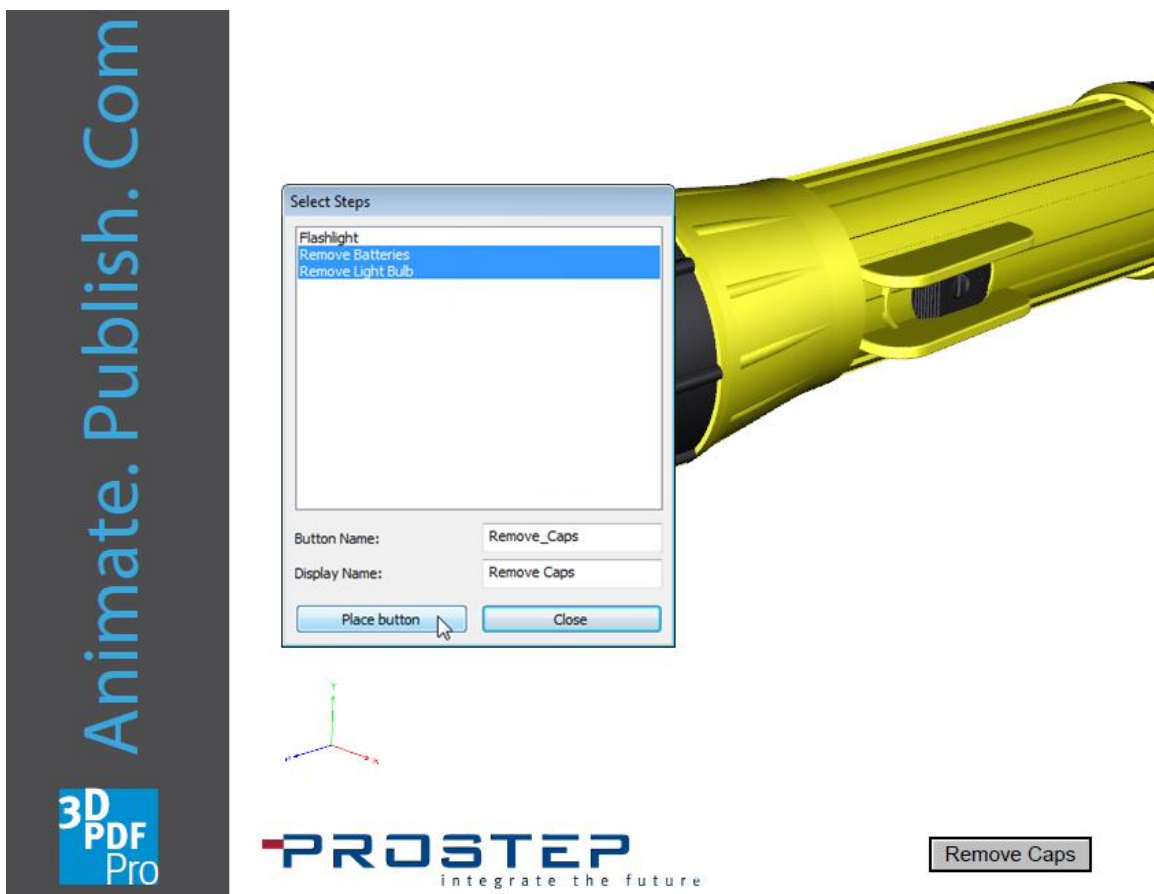 Animate. Publish. Com
Select Steps
Flashlight
Remove Batteries
Remove Light Bulb
Button Name:
Remove_Caps
Display Name:
Remove Caps
Place button
Close
Y
X
3D
PDF
Pro
PROSTEP
integrate the future
Remove Caps